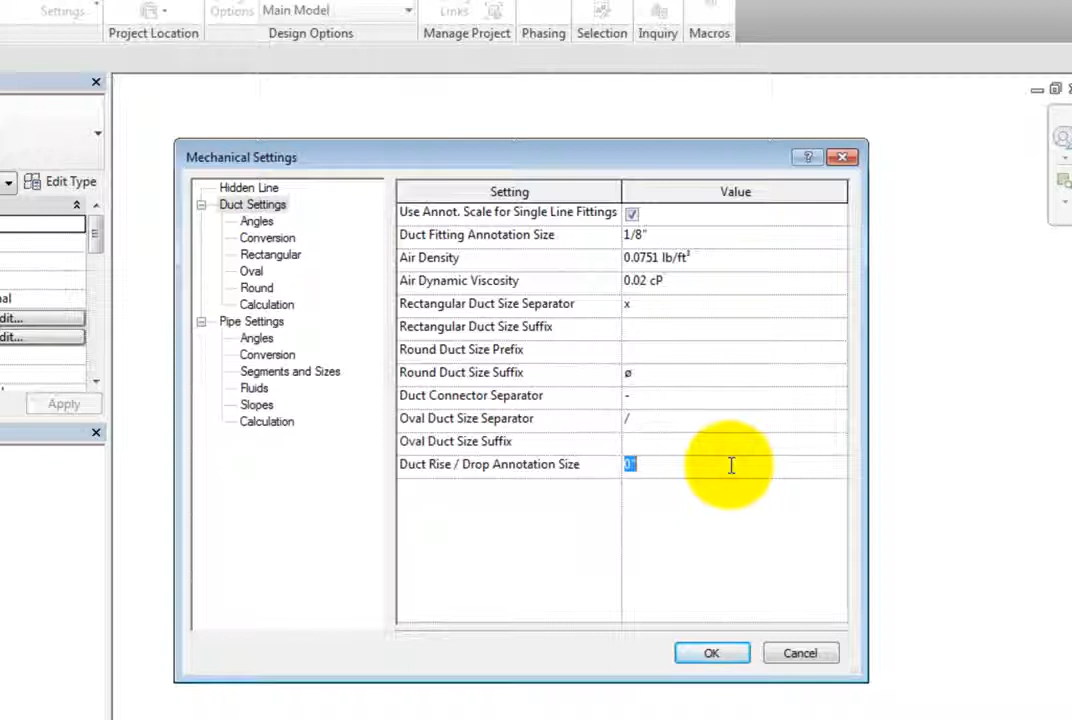 Settings
Options
Main Model
Links
Project Location
Design Options
Manage Project
Phasing
Selection
Inquiry
Macros
Edit Type
Apply
Mechanical Settings
Hidden Line
Duct Settings
Angles
Conversion
Rectangular
Oval
Round
Calculation
Pipe Settings
Angles
Conversion
Segments and Sizes
Fluids
Slopes
Calculation
Setting Value
Use Annot. Scale for Single Line Fittings
Duct Fitting Annotation Size 1/8"
Air Density 0.0751 lb/ft³
Air Dynamic Viscosity 0.02 cP
Rectangular Duct Size Separator x
Rectangular Duct Size Suffix
Round Duct Size Prefix
Round Duct Size Suffix ø
Duct Connector Separator -
Oval Duct Size Separator /
Oval Duct Size Suffix
Duct Rise / Drop Annotation Size 0"
OK Cancel